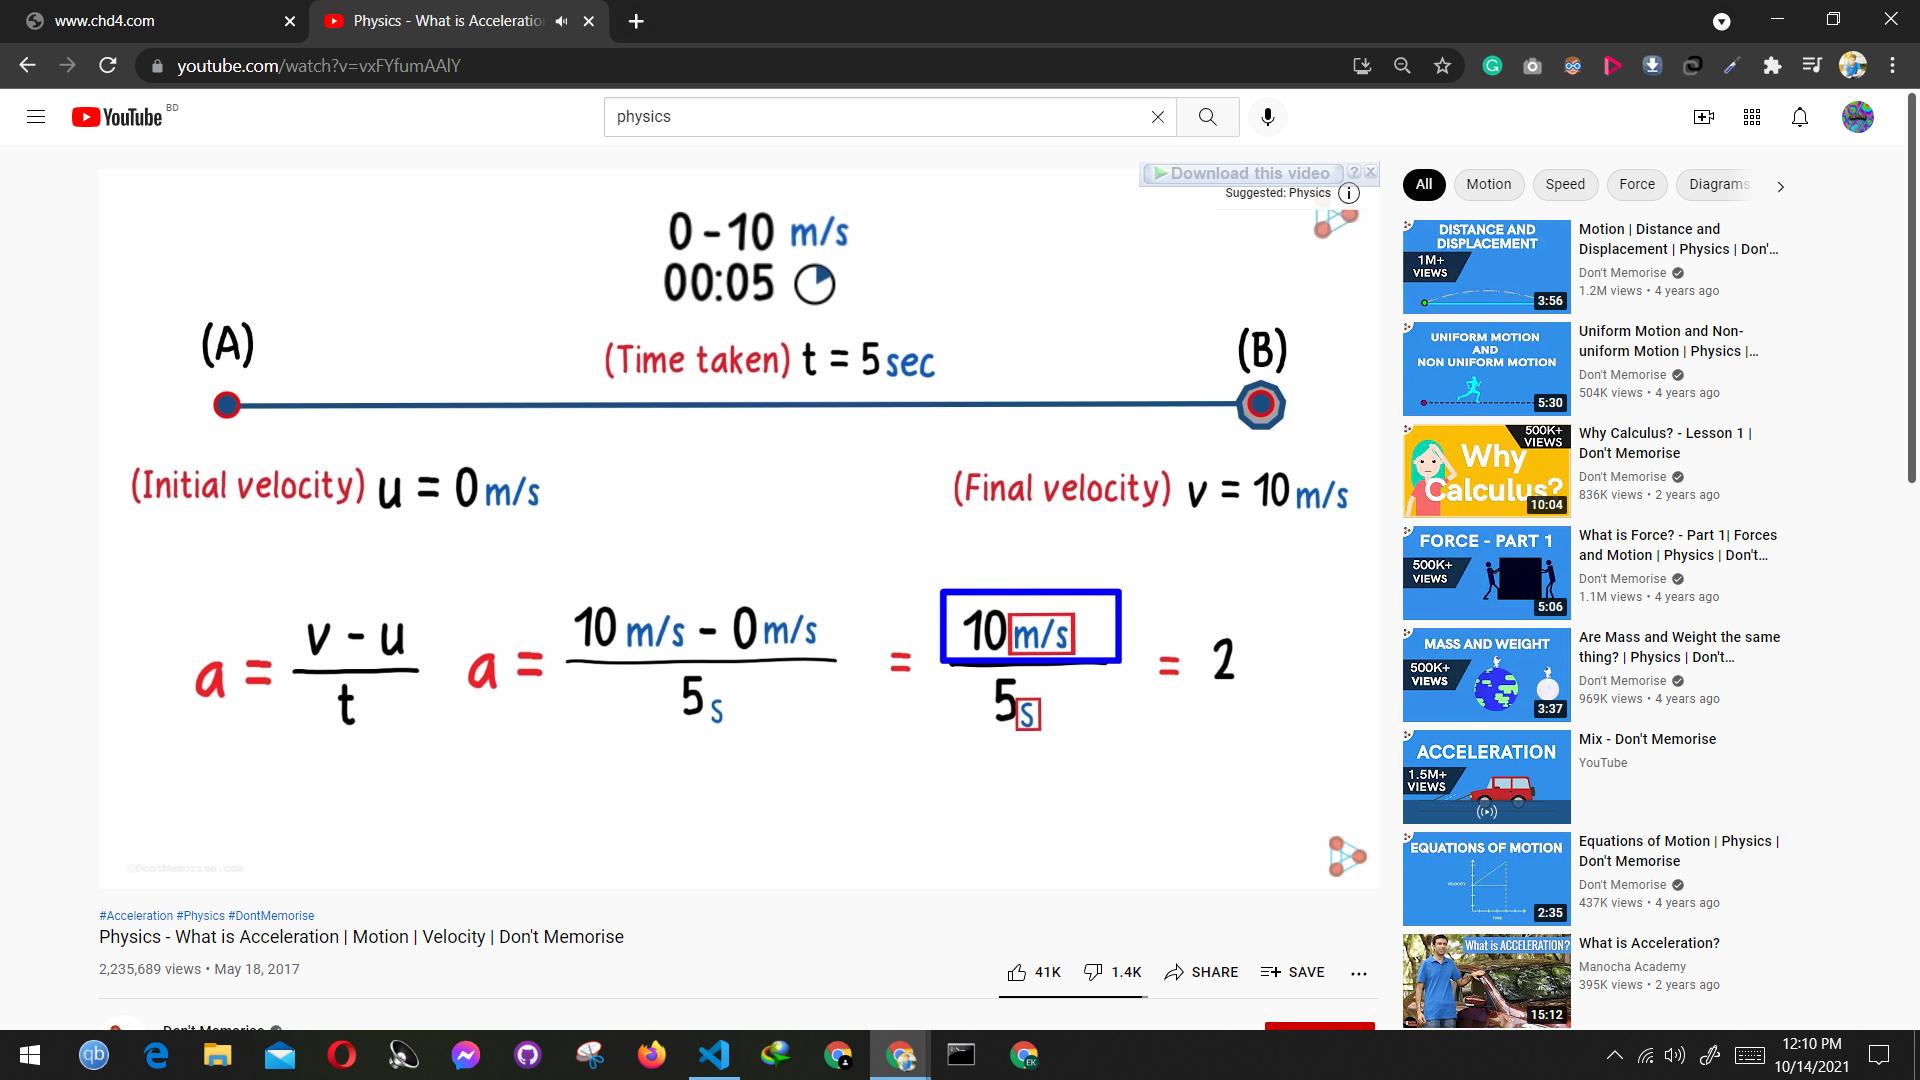 www.chd4.com
Physics - What is Acceleratio
youtube.com/watch?v=vxFYfumAAlY
YouTube BD
physics
Download this video
Suggested: Physics
0 - 10 m/s
00:05
(A)
(Time taken) t = 5 sec
(B)
(Initial velocity) u = 0 m/s
(Final velocity) v = 10 m/s
a = v - u / t
a = 10 m/s - 0 m/s / 5 s = 10 m/s / 5 s = 2
©DontMemorise.com
#Acceleration #Physics #DontMemorise
Physics - What is Acceleration | Motion | Velocity | Don't Memorise
2,235,689 views • May 18, 2017
41K 1.4K SHARE SAVE
Don't Memorise
All Motion Speed Force Diagrams
DISTANCE AND
DISPLACEMENT
1M+
VIEWS
3:56
Motion | Distance and
Displacement | Physics | Don'...
Don't Memorise
1.2M views • 4 years ago
UNIFORM MOTION
AND
NON UNIFORM MOTION
5:30
Uniform Motion and Non-
uniform Motion | Physics |...
Don't Memorise
504K views • 4 years ago
500K+
VIEWS
Why
Calculus?
10:04
Why Calculus? - Lesson 1 |
Don't Memorise
Don't Memorise
836K views • 2 years ago
FORCE - PART 1
500K+
VIEWS
5:06
What is Force? - Part 1| Forces
and Motion | Physics | Don't...
Don't Memorise
1.1M views • 4 years ago
MASS AND WEIGHT
500K+
VIEWS
3:37
Are Mass and Weight the same
thing? | Physics | Don't...
Don't Memorise
969K views • 4 years ago
ACCELERATION
1.5M+
VIEWS
Mix - Don't Memorise
YouTube
EQUATIONS OF MOTION
VELOCITY
TIME
2:35
Equations of Motion | Physics |
Don't Memorise
Don't Memorise
437K views • 4 years ago
What is ACCELERATION?
15:12
What is Acceleration?
Manocha Academy
395K views • 2 years ago
qb
EK
12:10 PM
10/14/2021